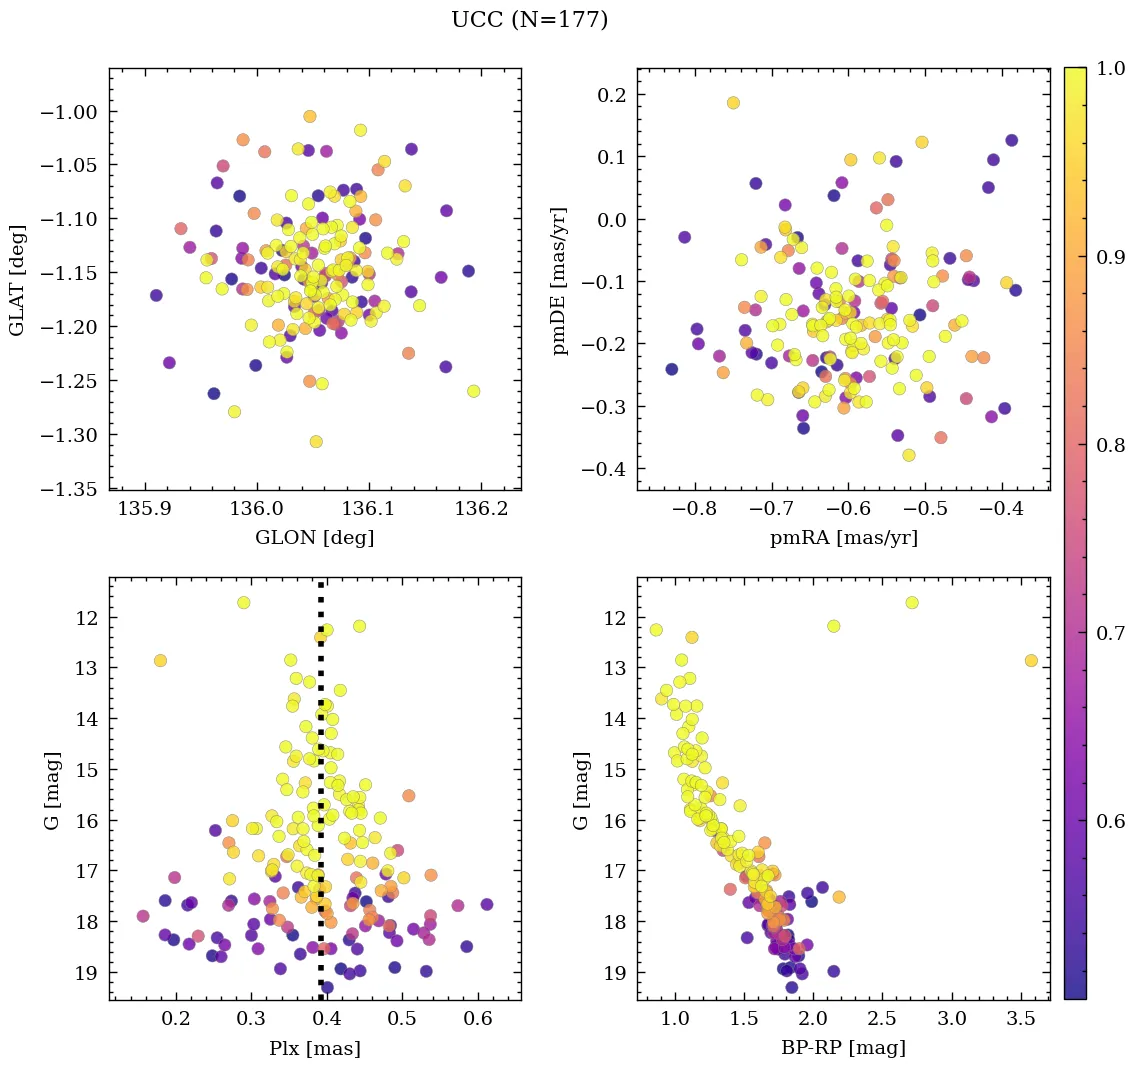 UCC (N=177)
−1.00
−1.05
−1.10
−1.15
−1.20
−1.25
−1.30
−1.35
GLAT [deg]
135.9 136.0 136.1 136.2
GLON [deg]
0.2
0.1
0.0
−0.1
−0.2
−0.3
−0.4
pmDE [mas/yr]
−0.8 −0.7 −0.6 −0.5 −0.4
pmRA [mas/yr]
12
13
14
15
16
17
18
19
G [mag]
0.2 0.3 0.4 0.5 0.6
Plx [mas]
12
13
14
15
16
17
18
19
G [mag]
1.0 1.5 2.0 2.5 3.0 3.5
BP-RP [mag]
1.0
0.9
0.8
0.7
0.6